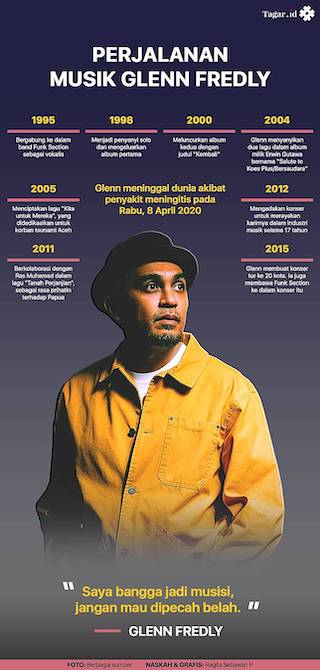 Tagar.id
PERJALANAN
MUSIK GLENN FREDLY
1995
Bergabung ke dalam
band Funk Section
sebagai vokalis
1998
Menjadi penyanyi solo
dan mengeluarkan
album pertama
2000
Meluncurkan album
kedua dengan
judul "Kembali"
2004
Glenn menyanyikan
dua lagu dalam album
milik Erwin Gutawa
bernama "Salute to
Koes Plus/Bersaudara"
2005
Menciptakan lagu "Kita
untuk Mereka", yang
didedikasikan untuk
korban tsunami Aceh
Glenn meninggal dunia akibat
penyakit meningitis pada
Rabu, 8 April 2020
2012
Mengadakan konser
untuk merayakan
karirnya dalam industri
musik selama 17 tahun
2011
Berkolaborasi dengan
Ras Muhamad dalam
lagu "Tanah Perjanjian",
sebagai rasa prihatin
terhadap Papua
2015
Glenn membuat konser
tur ke 20 kota. Ia juga
membawa Funk Section
ke dalam konser itu
" Saya bangga jadi musisi,
jangan mau dipecah belah. "
GLENN FREDLY
FOTO: Berbagai sumber NASKAH & GRAFIS: Regita Setiawan P